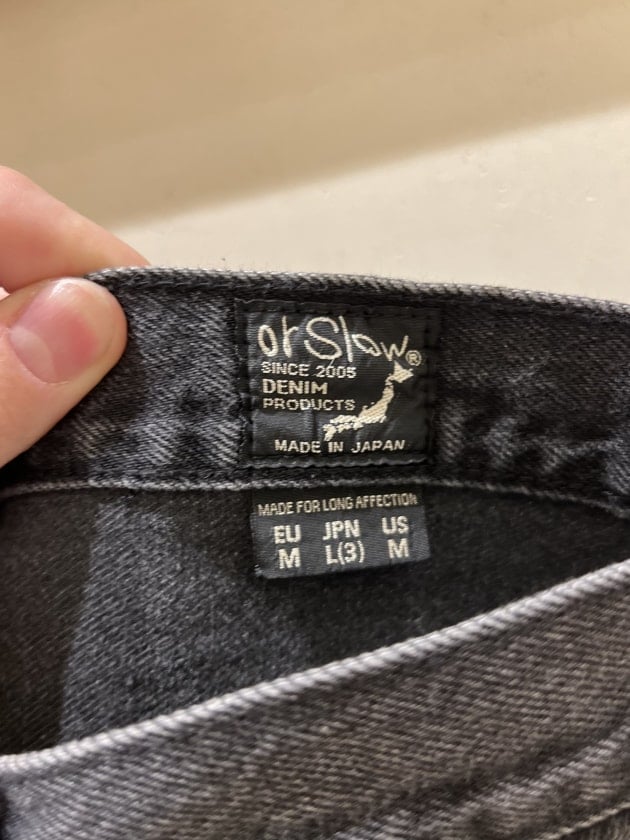 orSlow®
SINCE 2005
DENIM
PRODUCTS
MADE IN JAPAN
MADE FOR LONG AFFECTION
EU JPN US
M L(3) M